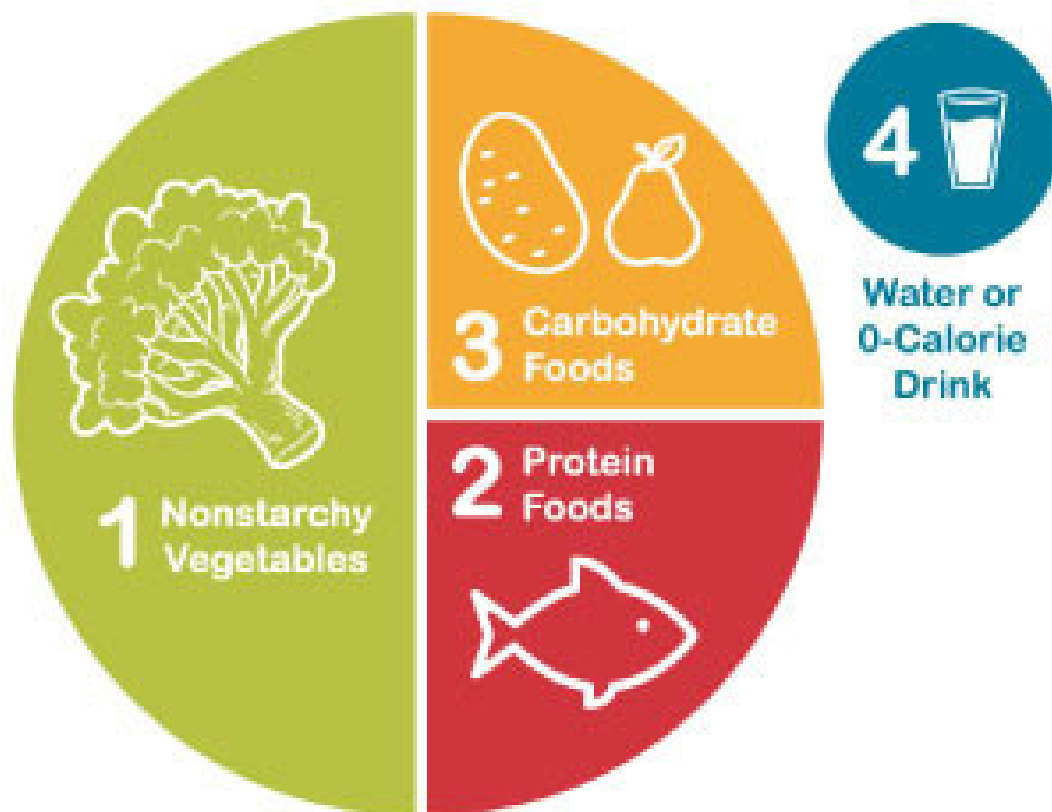 1 Nonstarchy
Vegetables
2 Protein
Foods
3 Carbohydrate
Foods
4
Water or
0-Calorie
Drink